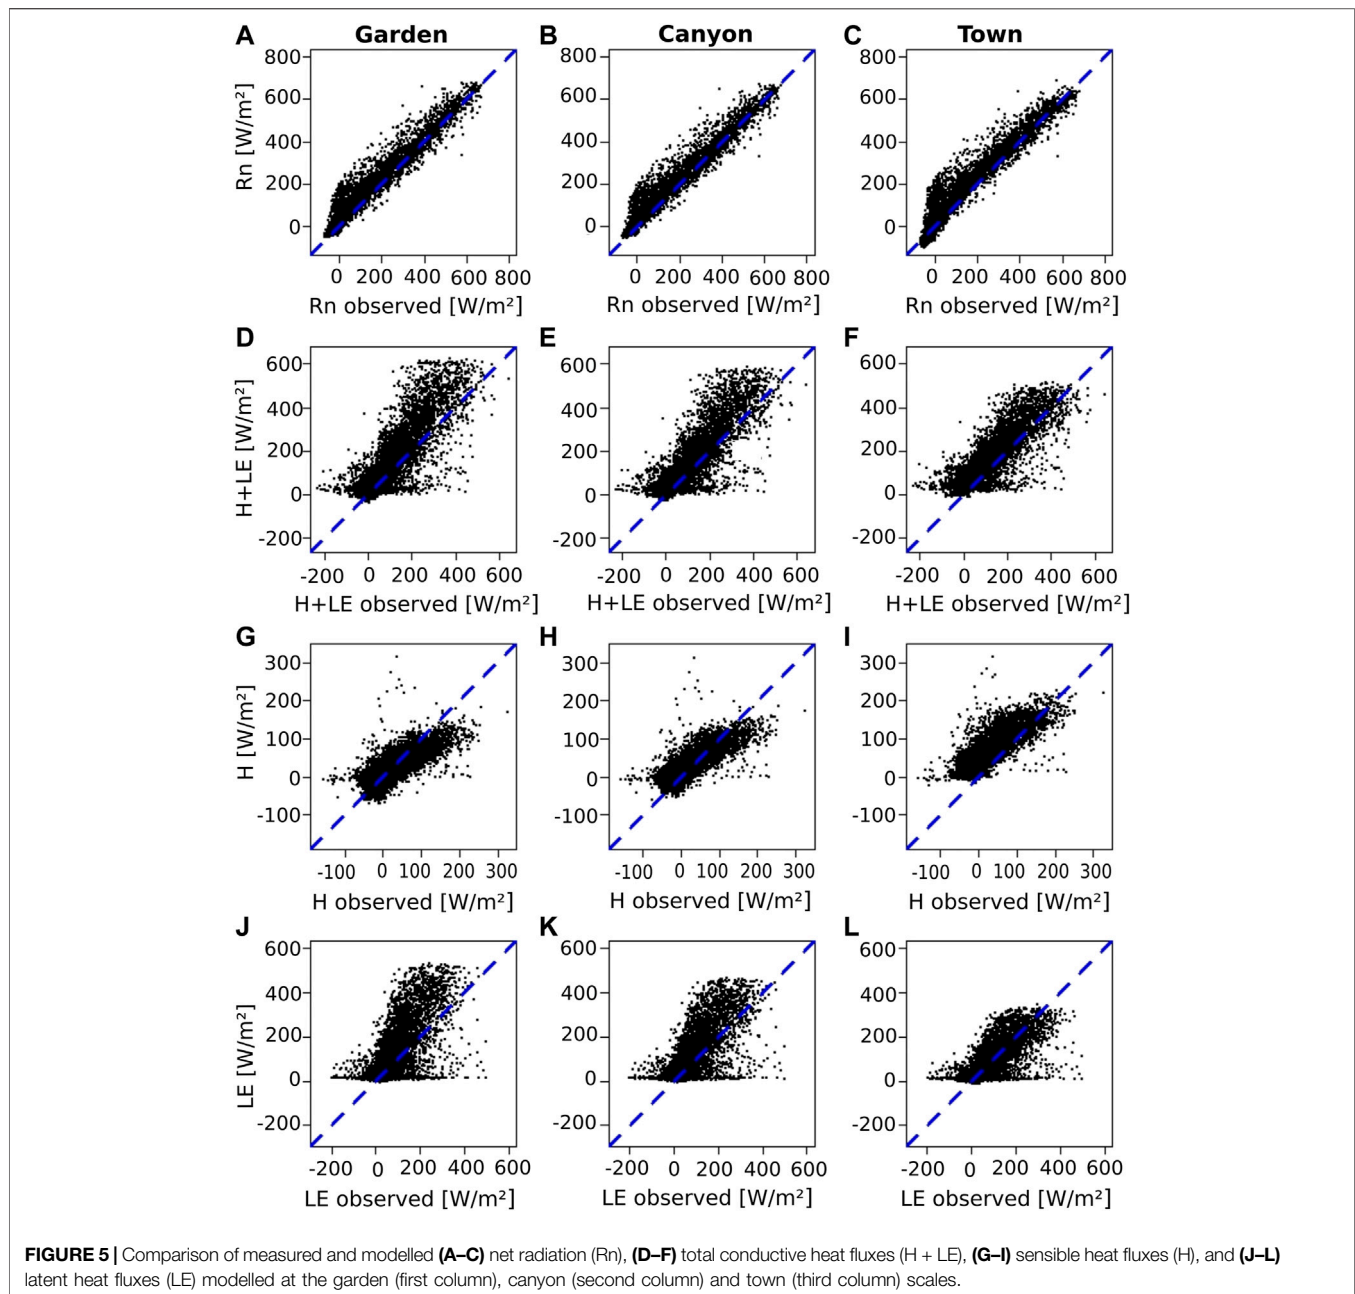 A Garden B Canyon C Town
800 800 800
600 600 600
400 400 400
200 200 200
0 0 0
Rn [W/m²]
0 200 400 600 800 0 200 400 600 800 0 200 400 600 800
Rn observed [W/m²] Rn observed [W/m²] Rn observed [W/m²]
D E F
600 600 600
400 400 400
200 200 200
0 0 0
-200 -200 -200
H+LE [W/m²]
-200 0 200 400 600 -200 0 200 400 600 -200 0 200 400 600
H+LE observed [W/m²] H+LE observed [W/m²] H+LE observed [W/m²]
G H I
300 300 300
200 200 200
100 100 100
0 0 0
-100 -100 -100
H [W/m²]
-100 0 100 200 300 -100 0 100 200 300 -100 0 100 200 300
H observed [W/m²] H observed [W/m²] H observed [W/m²]
J K L
600 600 600
400 400 400
200 200 200
0 0 0
-200 -200 -200
LE [W/m²]
-200 0 200 400 600 -200 0 200 400 600 -200 0 200 400 600
LE observed [W/m²] LE observed [W/m²] LE observed [W/m²]
FIGURE 5 | Comparison of measured and modelled (A–C) net radiation (Rn), (D–F) total conductive heat fluxes (H + LE), (G–I) sensible heat fluxes (H), and (J–L)
latent heat fluxes (LE) modelled at the garden (first column), canyon (second column) and town (third column) scales.